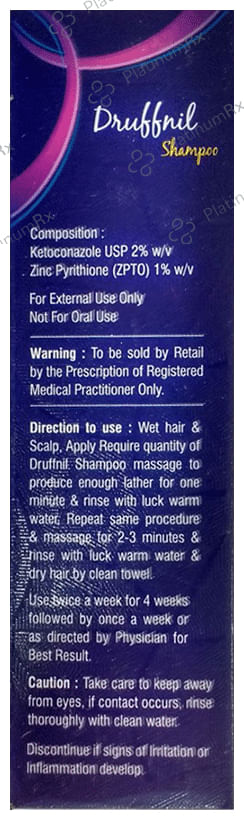 Druffnil
Shampoo
Composition :
Ketoconazole USP 2% w/v
Zinc Pyrithione (ZPTO) 1% w/v
For External Use Only
Not For Oral Use
Warning : To be sold by Retail
by the Prescription of Registered
Medical Practitioner Only.
Direction to use : Wet hair &
Scalp, Apply Require quantity of
Druffnil Shampoo massage to
produce enough lather for one
minute & rinse with luck warm
water. Repeat same procedure
& massage for 2-3 minutes &
rinse with luck warm water &
dry hair by clean towel.
Use twice a week for 4 weeks
followed by once a week or
as directed by Physician for
Best Result.
Caution : Take care to keep away
from eyes, if contact occurs, rinse
thoroughly with clean water.
Discontinue if signs of Irritation or
Inflammation develop.
PlatinumRx